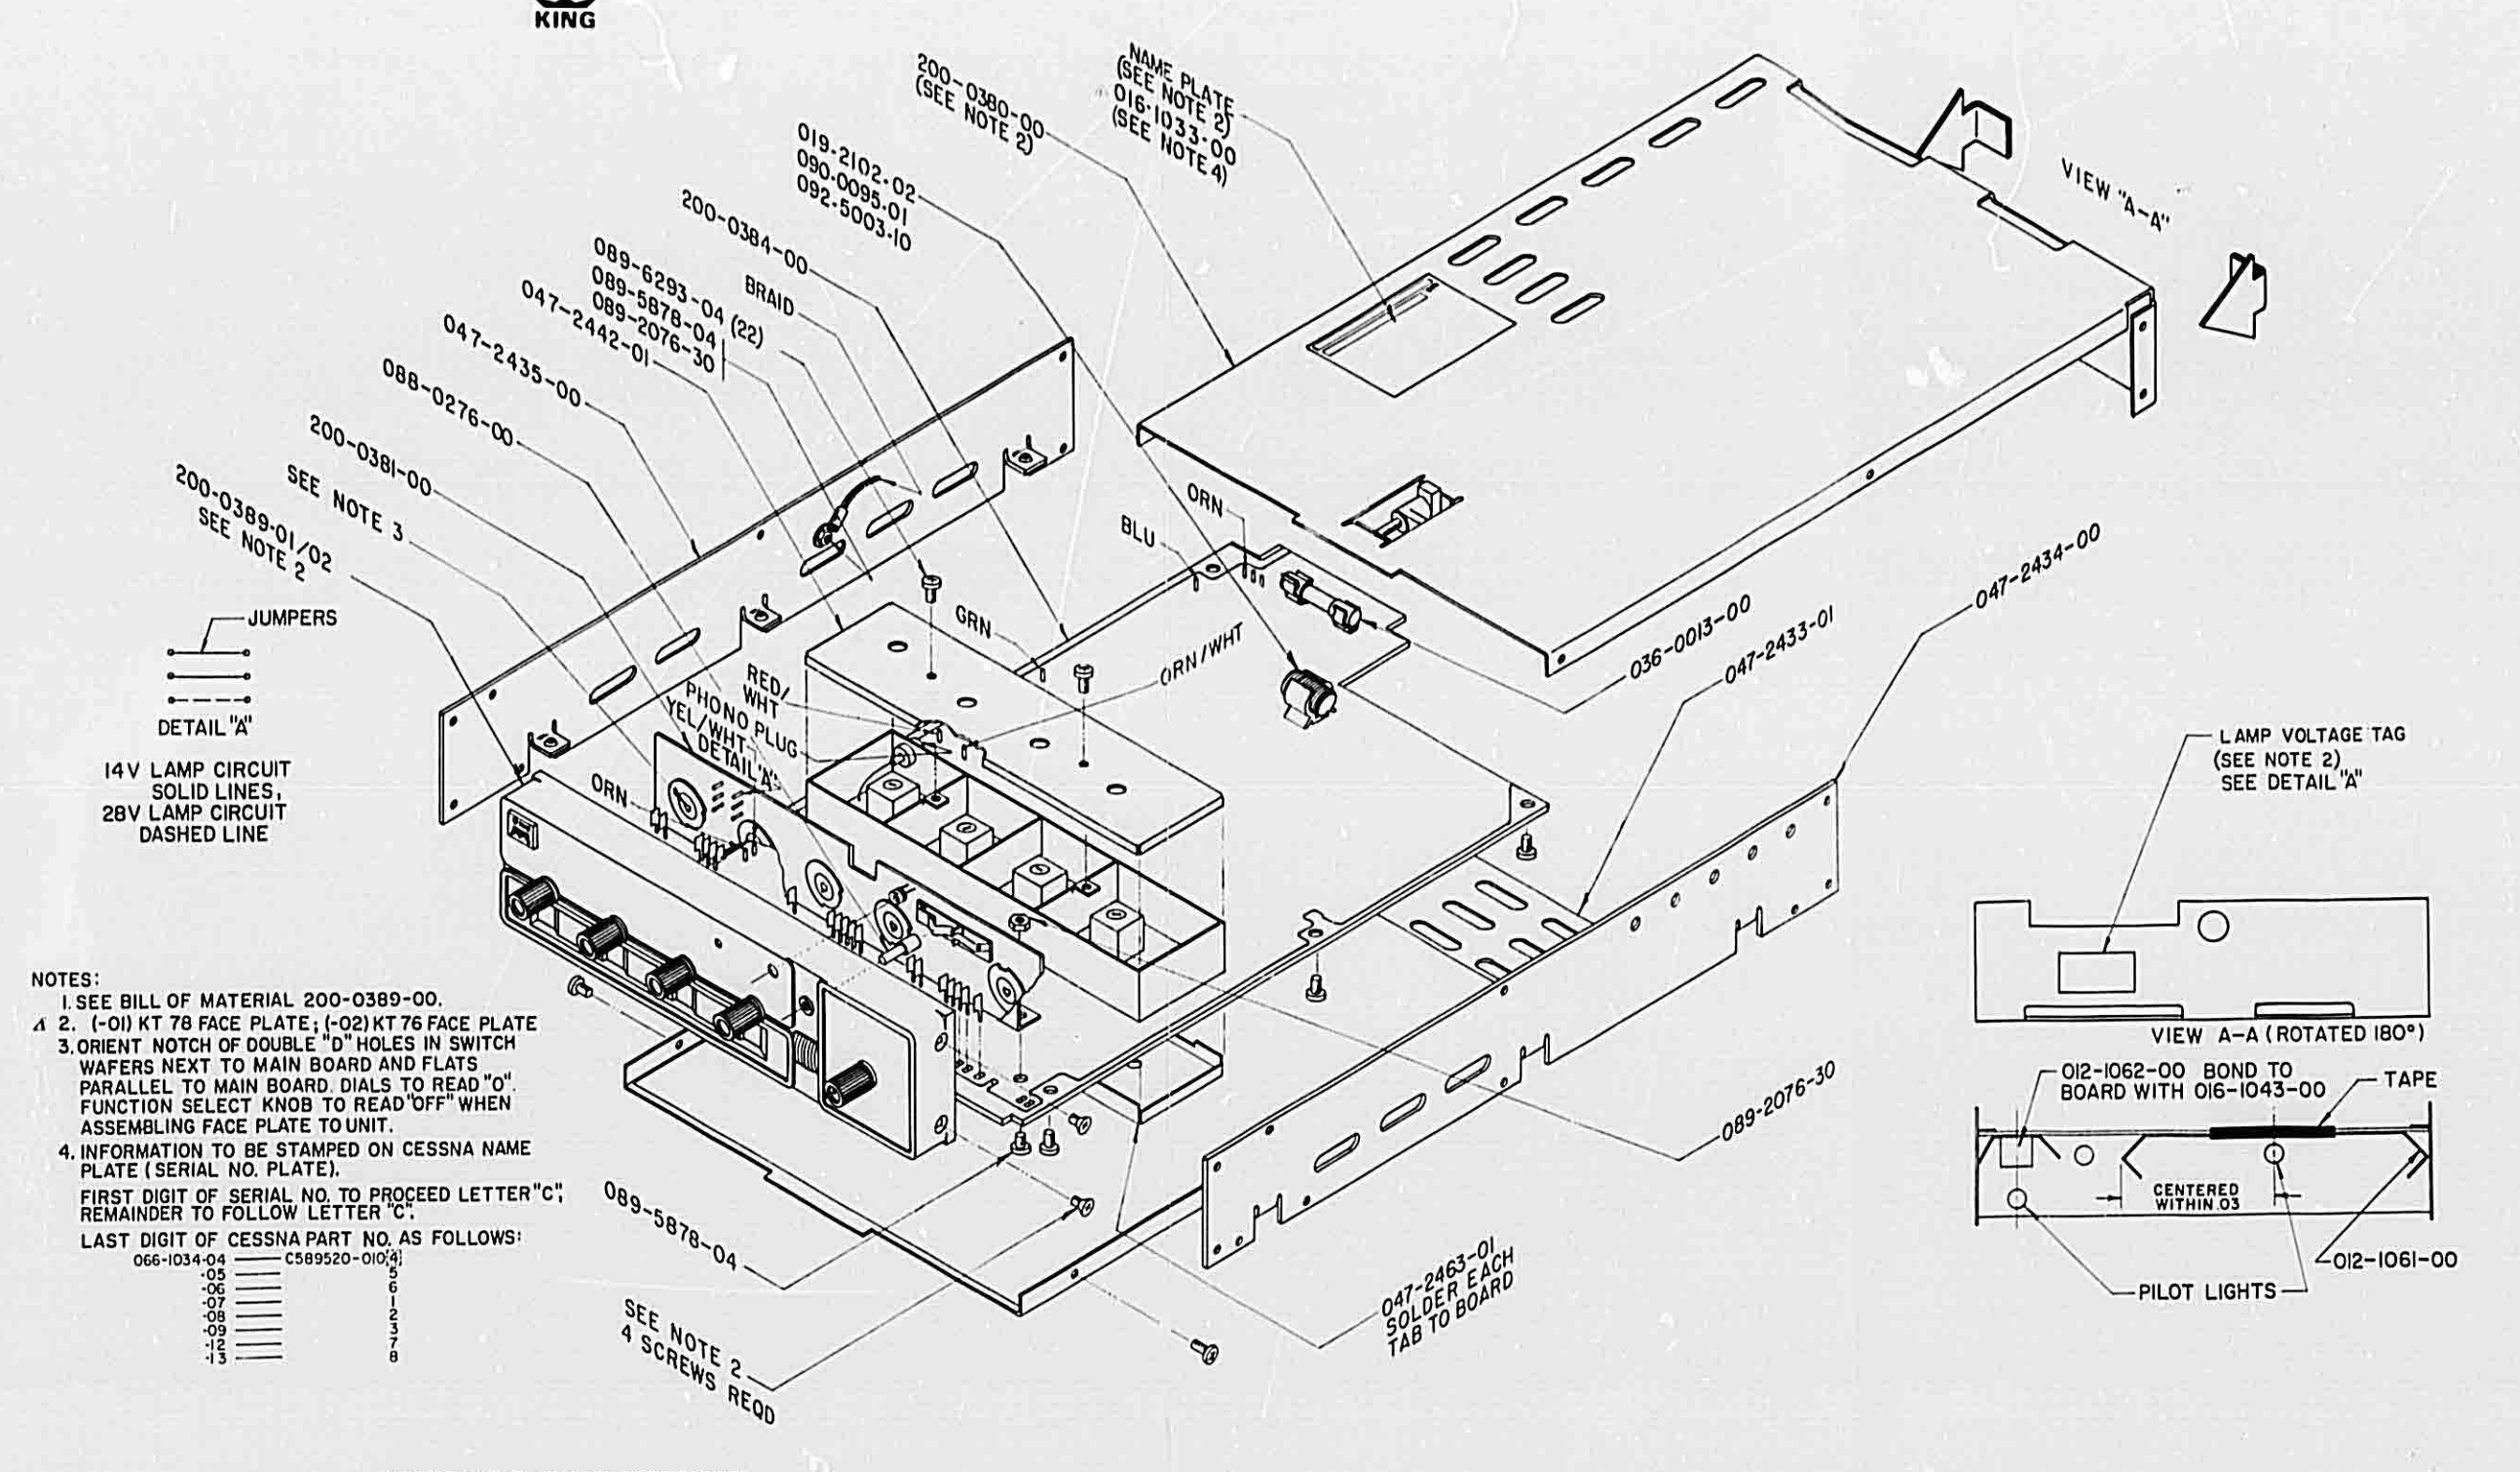 KING
NAME PLATE
(SEE NOTE 2)
016-1033-00
(SEE NOTE 4)
200-0380-00
(SEE NOTE 2)
019-2102-02
090-0095-01
092-5003-10
200-0384-00
BRAID
089-6293-04 (22)
089-5878-04
089-2076-30
047-2442-01
047-2435-00
088-0276-00
200-0381-00
SEE NOTE 3
200-0389-01/02
SEE NOTE 2
VIEW "A-A"
JUMPERS
DETAIL "A"
14V LAMP CIRCUIT
SOLID LINES,
28V LAMP CIRCUIT
DASHED LINE
ORN
BLU
GRN
ORN/WHT
RED/
WHT
PHONO PLUG
YEL/WHT
DETAIL "A"
ORN
036-0013-00
047-2433-01
047-2434-00
LAMP VOLTAGE TAG
(SEE NOTE 2)
SEE DETAIL "A"
VIEW A-A (ROTATED 180°)
012-1062-00 BOND TO
BOARD WITH 016-1043-00
TAPE
CENTERED
WITHIN .03
012-1061-00
PILOT LIGHTS
089-2076-30
047-2463-01
SOLDER EACH
TAB TO BOARD
089-5878-04
SEE NOTE 2
4 SCREWS REQD
NOTES:
1. SEE BILL OF MATERIAL 200-0389-00.
2. (-01) KT 78 FACE PLATE; (-02) KT 76 FACE PLATE
3. ORIENT NOTCH OF DOUBLE "D" HOLES IN SWITCH
WAFERS NEXT TO MAIN BOARD AND FLATS
PARALLEL TO MAIN BOARD. DIALS TO READ "0".
FUNCTION SELECT KNOB TO READ "OFF" WHEN
ASSEMBLING FACE PLATE TO UNIT.
4. INFORMATION TO BE STAMPED ON CESSNA NAME
PLATE (SERIAL NO. PLATE).
FIRST DIGIT OF SERIAL NO. TO PROCEED LETTER "C";
REMAINDER TO FOLLOW LETTER "C".
LAST DIGIT OF CESSNA PART NO. AS FOLLOWS:
066-1034-04 C589520-010(4)
-05 5
-06 6
-07 1
-08 2
-09 3
-12 7
-13 8